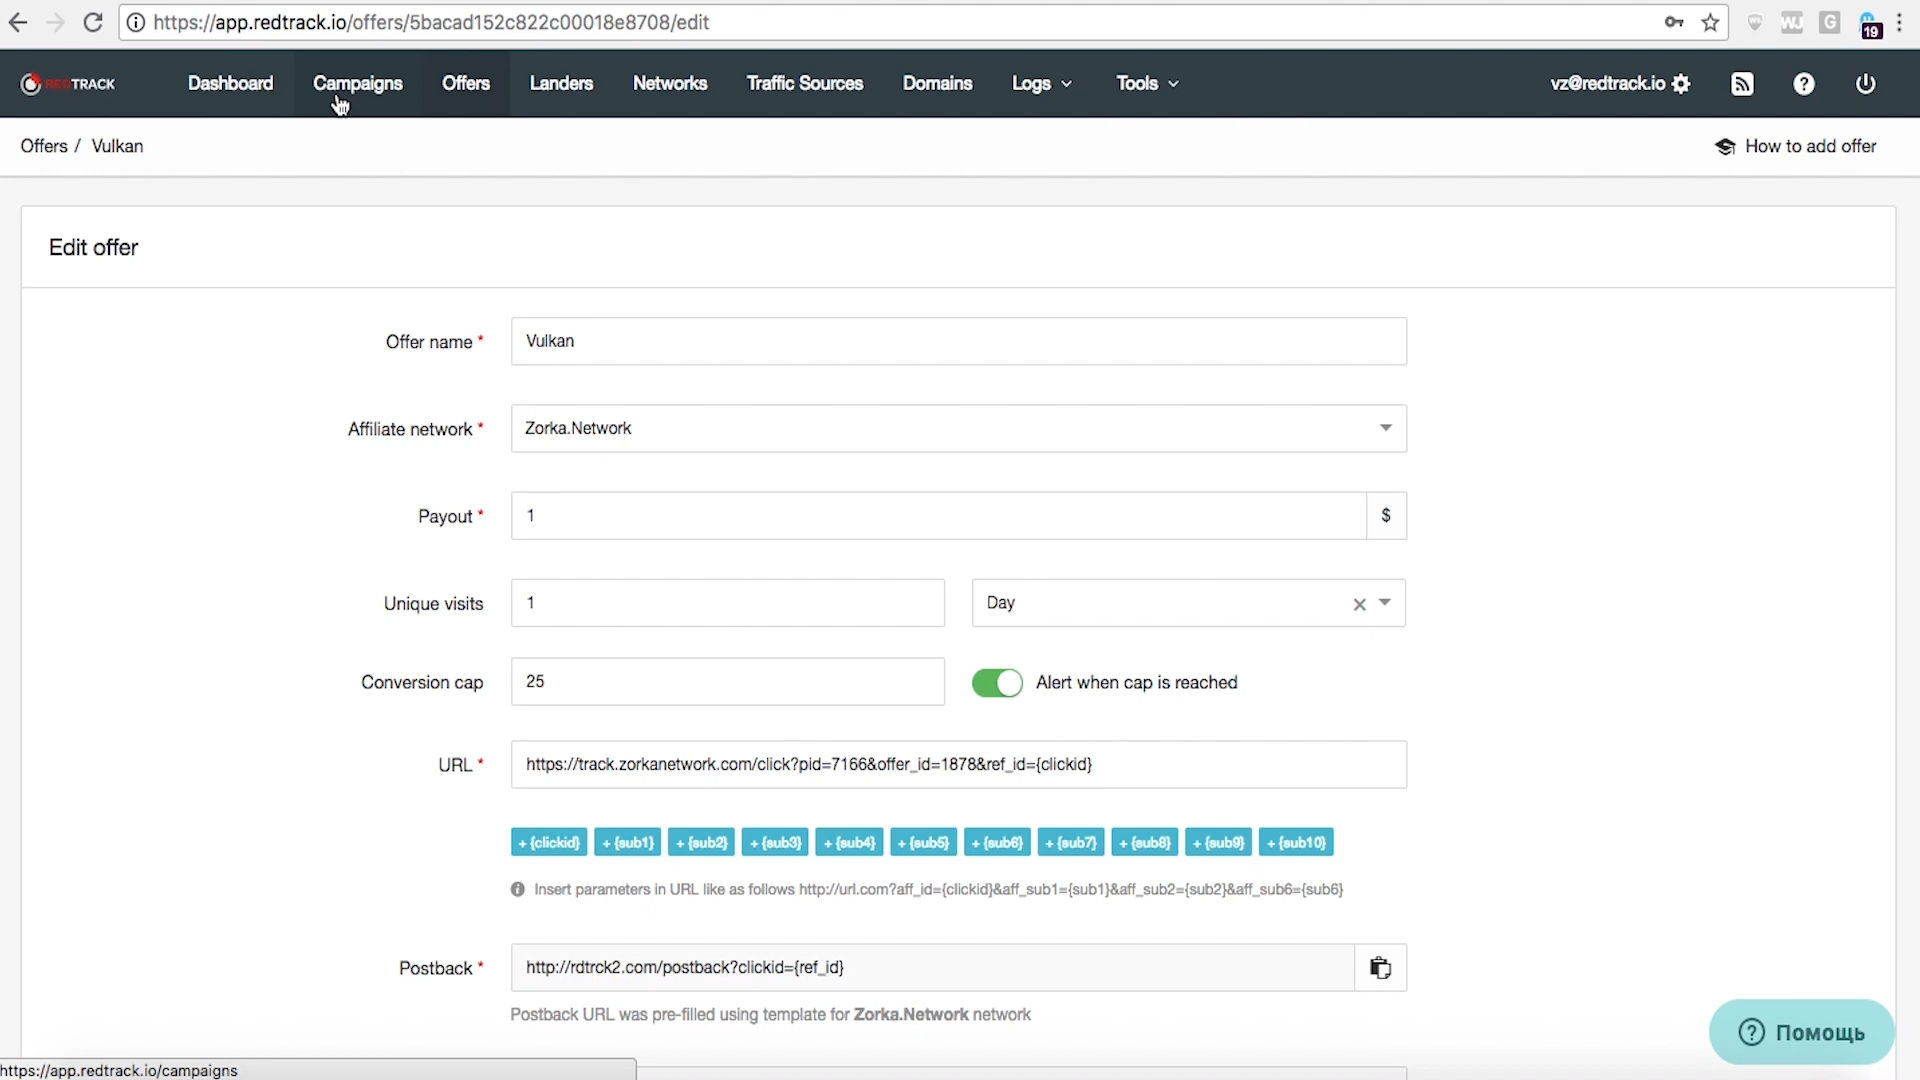 https://app.redtrack.io/offers/5bacad152c822c00018e8708/edit
19
REDTRACK Dashboard Campaigns Offers Landers Networks Traffic Sources Domains Logs Tools vz@redtrack.io
Offers / Vulkan How to add offer
Edit offer
Offer name * Vulkan
Affiliate network * Zorka.Network
Payout * 1 $
Unique visits 1 Day
Conversion cap 25 Alert when cap is reached
URL * https://track.zorkanetwork.com/click?pid=7166&offer_id=1878&ref_id={clickid}
+ {clickid} + {sub1} + {sub2} + {sub3} + {sub4} + {sub5} + {sub6} + {sub7} + {sub8} + {sub9} + {sub10}
Insert parameters in URL like as follows http://url.com?aff_id={clickid}&aff_sub1={sub1}&aff_sub2={sub2}&aff_sub6={sub6}
Postback * http://rdtrck2.com/postback?clickid={ref_id}
Postback URL was pre-filled using template for Zorka.Network network
Помощь
https://app.redtrack.io/campaigns